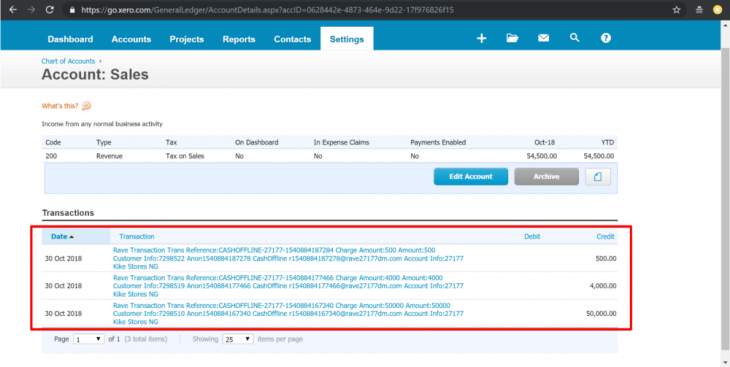 https://go.xero.com/GeneralLedger/AccountDetails.aspx?accID=0628442e-4873-464e-9d22-17f976826f15
Dashboard Accounts Projects Reports Contacts Settings
Chart of Accounts ›
Account: Sales
What's this?
Income from any normal business activity
Code Type Tax On Dashboard In Expense Claims Payments Enabled Oct-18 YTD
200 Revenue Tax on Sales No No No 54,500.00 54,500.00
Edit Account Archive
Transactions
Date Transaction Debit Credit
Rave Transaction Trans Reference:CASHOFFLINE-27177-1540884187284 Charge Amount:500 Amount:500
30 Oct 2018 Customer Info:7298522 Anon1540884187278 CashOffline r1540884187278@rave27177dm.com Account Info:27177 500.00
Kike Stores NG
Rave Transaction Trans Reference:CASHOFFLINE-27177-1540884177466 Charge Amount:4000 Amount:4000
30 Oct 2018 Customer Info:7298519 Anon1540884177466 CashOffline r1540884177466@rave27177dm.com Account Info:27177 4,000.00
Kike Stores NG
Rave Transaction Trans Reference:CASHOFFLINE-27177-1540884167340 Charge Amount:50000 Amount:50000
30 Oct 2018 Customer Info:7298510 Anon1540884167340 CashOffline r1540884167340@rave27177dm.com Account Info:27177 50,000.00
Kike Stores NG
Page 1 of 1 (3 total items) Showing 25 items per page